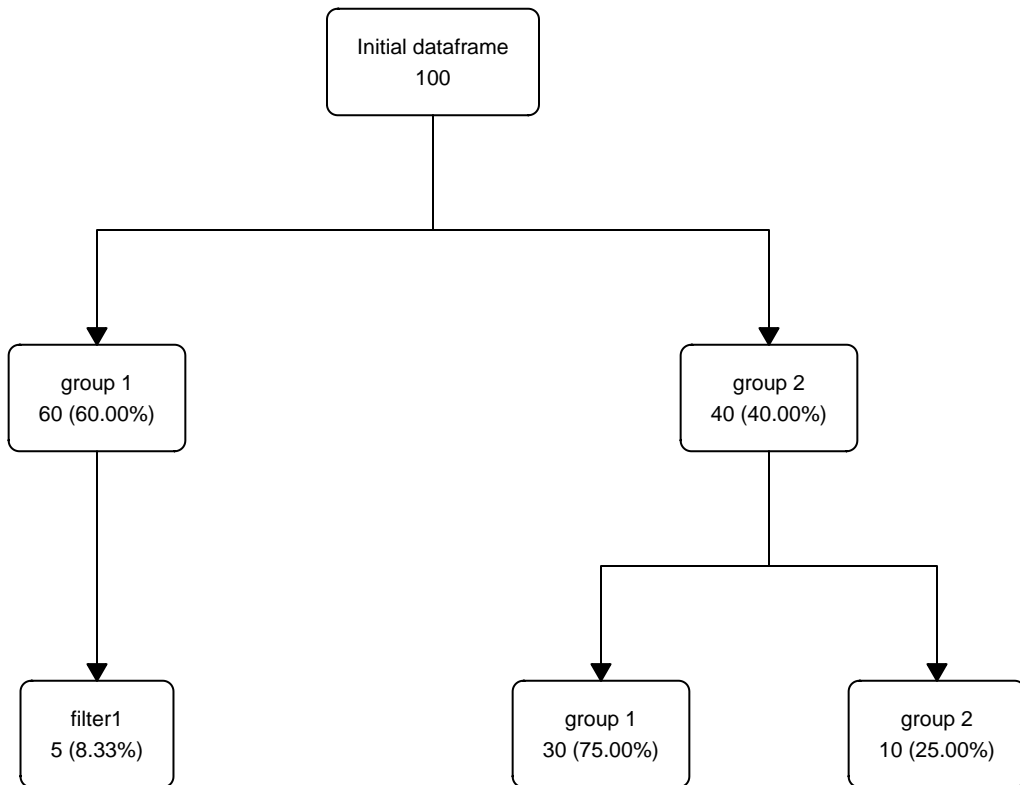 Initial dataframe
100
group 1
60 (60.00%)
group 2
40 (40.00%)
filter1
5 (8.33%)
group 1
30 (75.00%)
group 2
10 (25.00%)